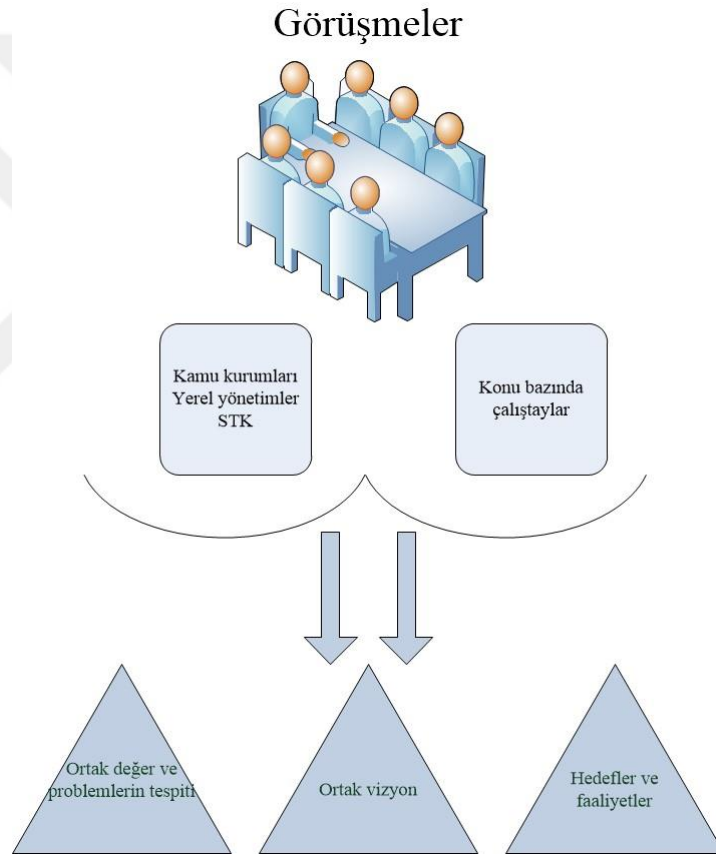 Görüşmeler
Kamu kurumları
Yerel yönetimler
STK
Konu bazında
çalıştaylar
Ortak değer ve
problemlerin tespiti
Ortak vizyon
Hedefler ve
faaliyetler